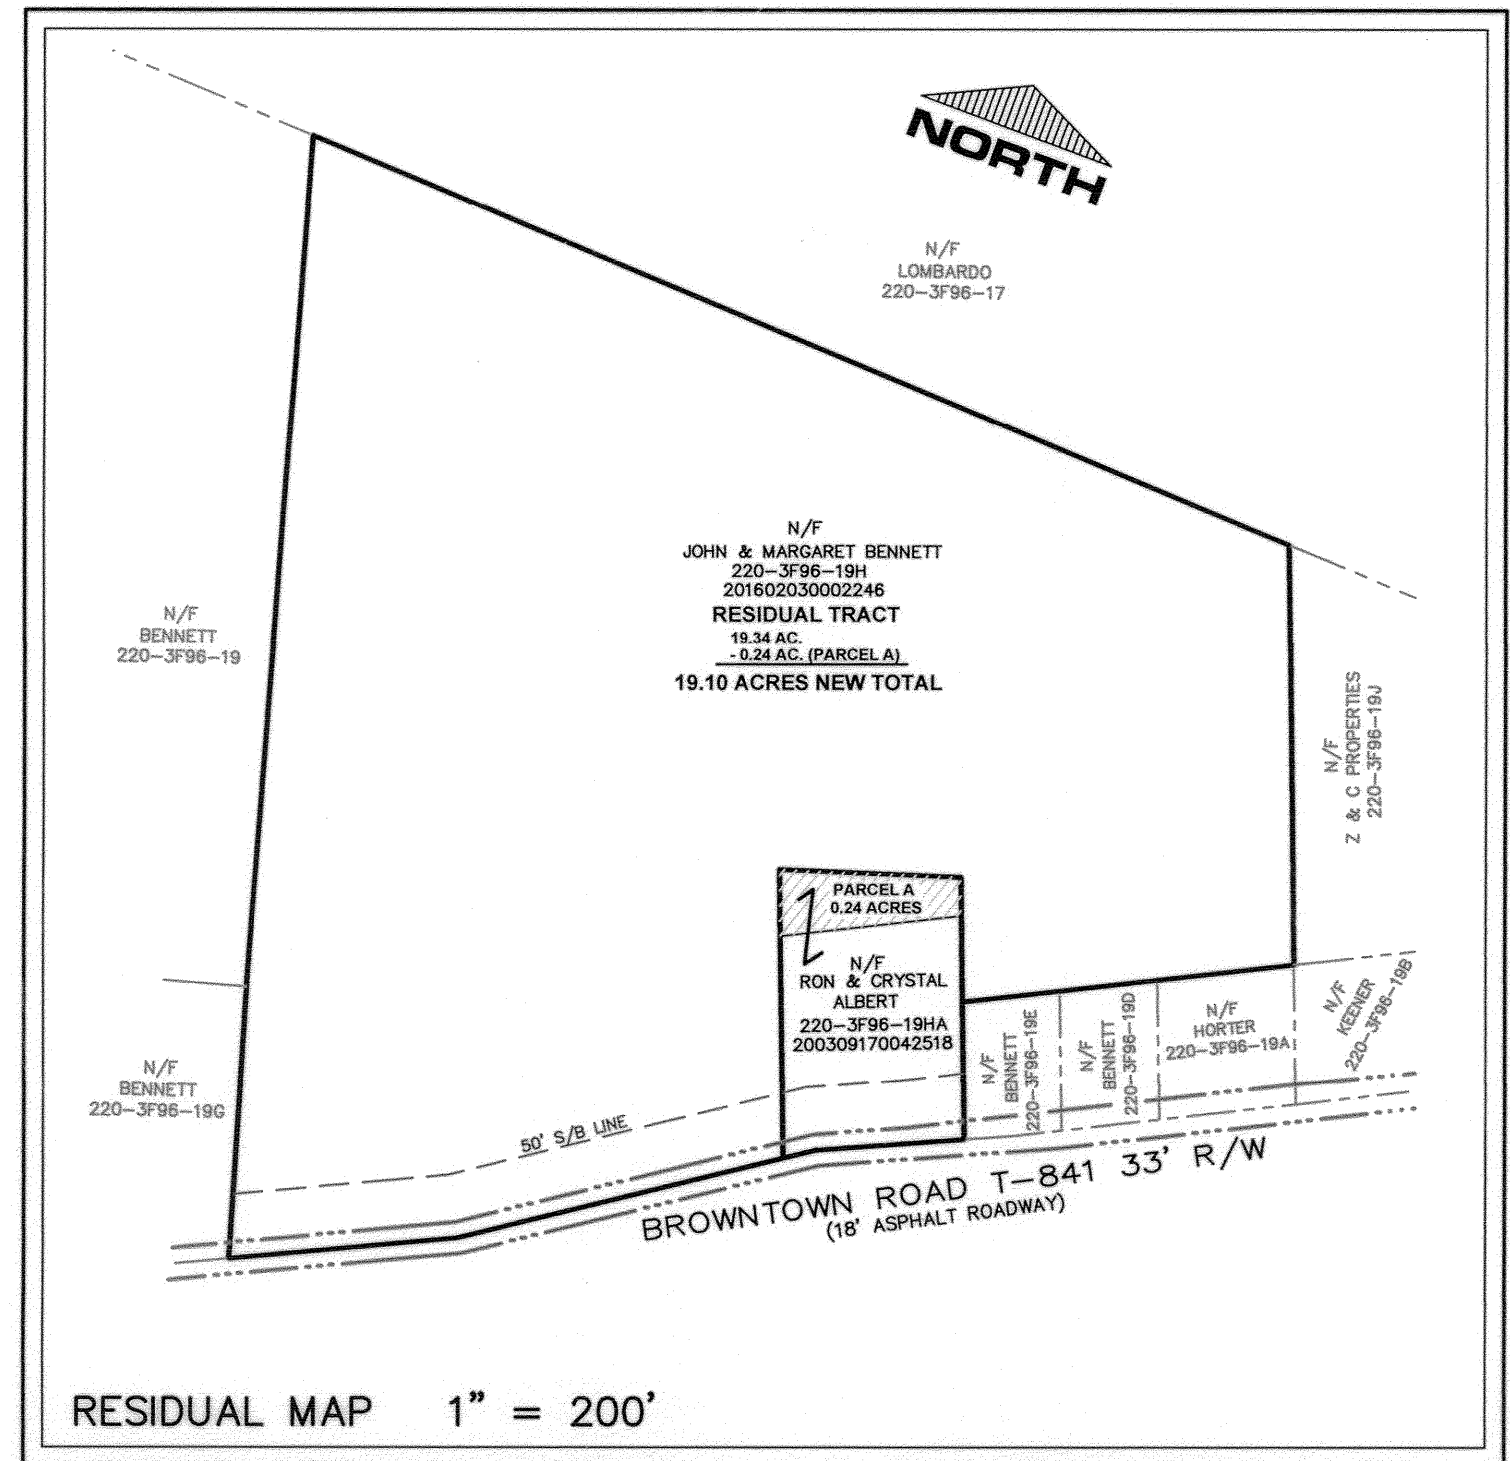 NORTH
N/F
LOMBARDO
220-3F96-17
N/F
JOHN & MARGARET BENNETT
220-3F96-19H
201602030002246
RESIDUAL TRACT
19.34 AC.
- 0.24 AC. (PARCEL A)
19.10 ACRES NEW TOTAL
N/F
BENNETT
220-3F96-19
N/F
Z & C PROPERTIES
220-3F96-19J
PARCEL A
0.24 ACRES
N/F
RON & CRYSTAL
ALBERT
220-3F96-19HA
200309170042518
N/F
BENNETT
220-3F96-19E
N/F
BENNETT
220-3F96-19D
N/F
HORTER
220-3F96-19A
N/F
KEENER
220-3F96-19B
N/F
BENNETT
220-3F96-19G
50' S/B LINE
BROWNTOWN ROAD T-841 33' R/W
(18' ASPHALT ROADWAY)
RESIDUAL MAP 1" = 200'